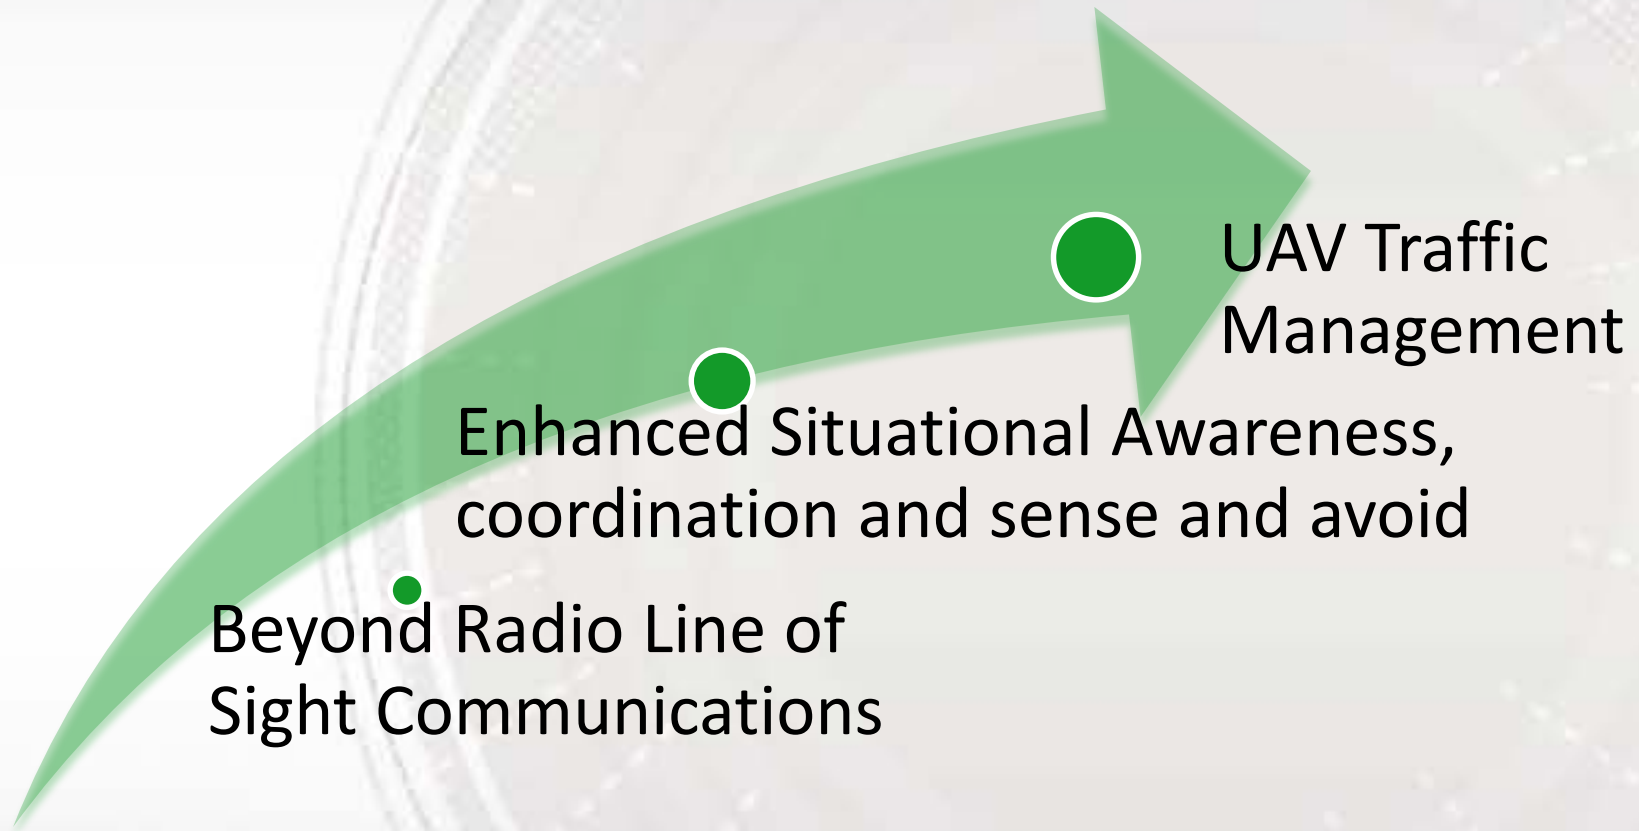 UAV Traffic
Management
Enhanced Situational Awareness,
coordination and sense and avoid
Beyond Radio Line of
Sight Communications